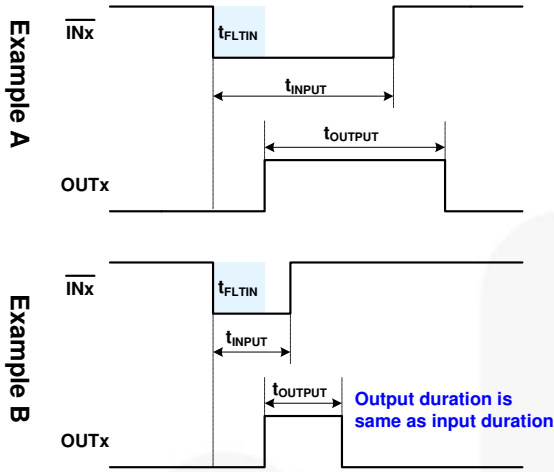 Example A
INx
tFLTIN
tINPUT
tOUTPUT
OUTx
Example B
INx
tFLTIN
tINPUT
tOUTPUT
Output duration is
same as input duration
OUTx